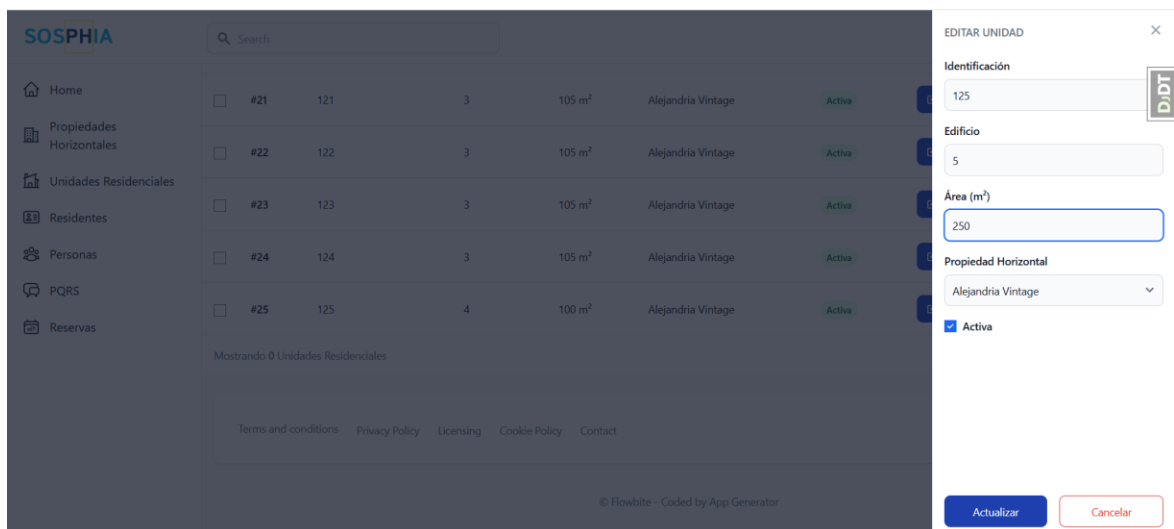 SOSPHIA
Search
Home
Propiedades
Horizontales
Unidades Residenciales
Residentes
Personas
PQRS
Reservas
#21 121 3 105 m² Alejandria Vintage Activa
#22 122 3 105 m² Alejandria Vintage Activa
#23 123 3 105 m² Alejandria Vintage Activa
#24 124 3 105 m² Alejandria Vintage Activa
#25 125 4 100 m² Alejandria Vintage Activa
Mostrando 0 Unidades Residenciales
Terms and conditions Privacy Policy Licensing Cookie Policy Contact
© Flowbite - Coded by App Generator
EDITAR UNIDAD
Identificación
125
DJDT
Edificio
5
Área (m²)
250
Propiedad Horizontal
Alejandria Vintage
Activa
Actualizar Cancelar